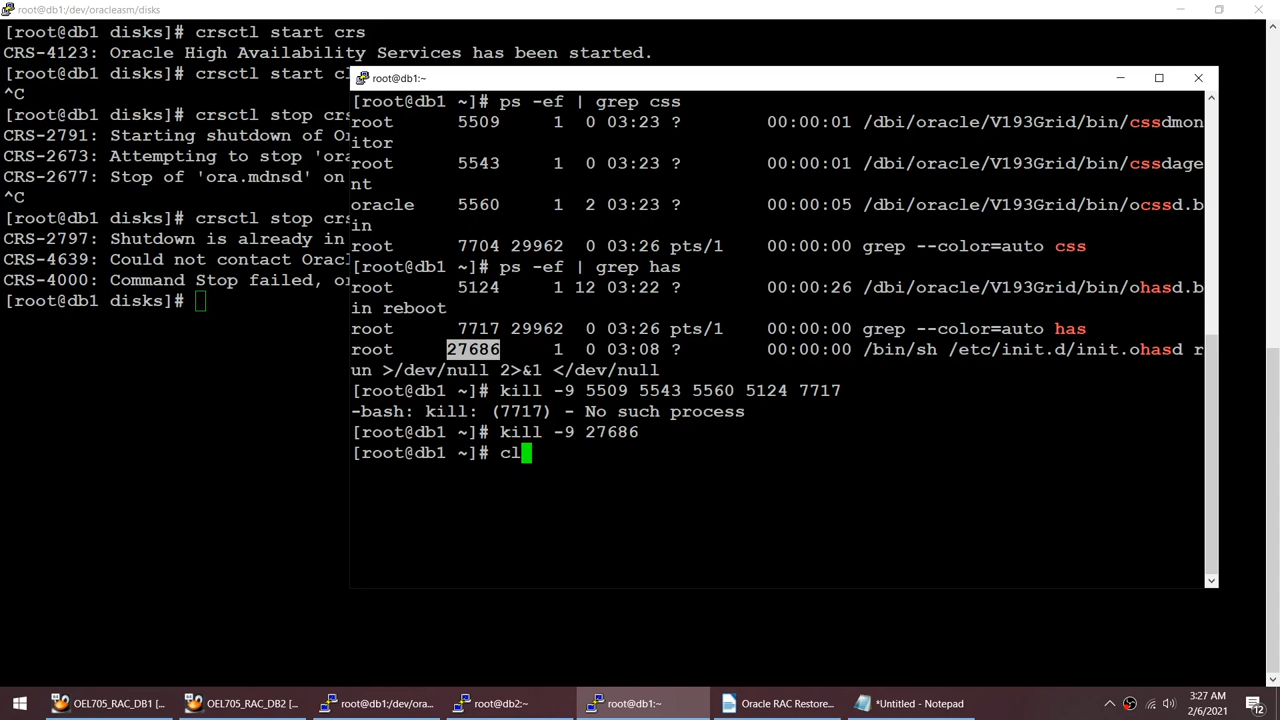 root@db1:/dev/oracleasm/disks
[root@db1 disks]# crsctl start crs
CRS-4123: Oracle High Availability Services has been started.
[root@db1 disks]# crsctl start cl
^C
[root@db1 disks]# crsctl stop crs
CRS-2791: Starting shutdown of Or
CRS-2673: Attempting to stop 'ora
CRS-2677: Stop of 'ora.mdnsd' on
^C
[root@db1 disks]# crsctl stop crs
CRS-2797: Shutdown is already in
CRS-4639: Could not contact Oracl
CRS-4000: Command Stop failed, or
[root@db1 disks]#
root@db1:~
[root@db1 ~]# ps -ef | grep css
root 5509 1 0 03:23 ? 00:00:01 /dbi/oracle/V193Grid/bin/cssdmon
itor
root 5543 1 0 03:23 ? 00:00:01 /dbi/oracle/V193Grid/bin/cssdage
nt
oracle 5560 1 2 03:23 ? 00:00:05 /dbi/oracle/V193Grid/bin/ocssd.b
in
root 7704 29962 0 03:26 pts/1 00:00:00 grep --color=auto css
[root@db1 ~]# ps -ef | grep has
root 5124 1 12 03:22 ? 00:00:26 /dbi/oracle/V193Grid/bin/ohasd.b
in reboot
root 7717 29962 0 03:26 pts/1 00:00:00 grep --color=auto has
root 27686 1 0 03:08 ? 00:00:00 /bin/sh /etc/init.d/init.ohasd r
un >/dev/null 2>&1 </dev/null
[root@db1 ~]# kill -9 5509 5543 5560 5124 7717
-bash: kill: (7717) - No such process
[root@db1 ~]# kill -9 27686
[root@db1 ~]# cl
OEL705_RAC_DB1 [...
OEL705_RAC_DB2 [...
root@db1:/dev/ora...
root@db2:~
root@db1:~
Oracle RAC Restore...
*Untitled - Notepad
3:27 AM
2/6/2021
12